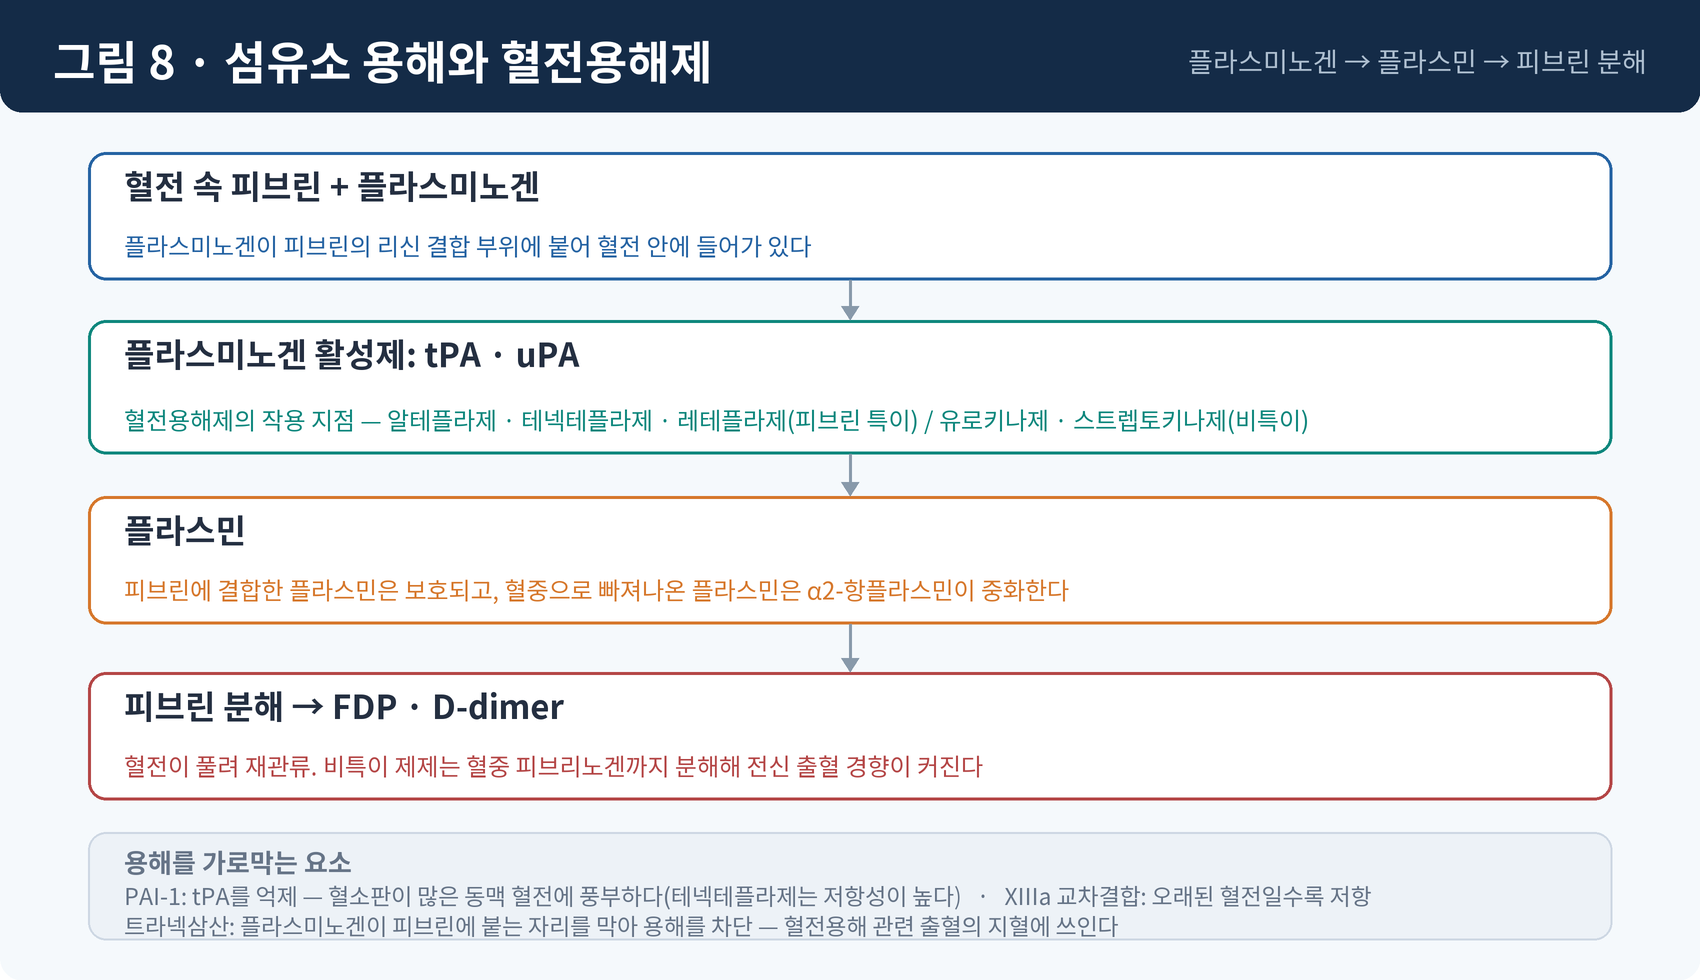 그림 8 · 섬유소 용해와 혈전용해제
플라스미노겐 → 플라스민 → 피브린 분해
혈전 속 피브린 + 플라스미노겐
플라스미노겐이 피브린의 리신 결합 부위에 붙어 혈전 안에 들어가 있다
플라스미노겐 활성제: tPA · uPA
혈전용해제의 작용 지점 — 알테플라제 · 테넥테플라제 · 레테플라제(피브린 특이) / 유로키나제 · 스트렙토키나제(비특이)
플라스민
피브린에 결합한 플라스민은 보호되고, 혈중으로 빠져나온 플라스민은 α2-항플라스민이 중화한다
피브린 분해 → FDP · D-dimer
혈전이 풀려 재관류. 비특이 제제는 혈중 피브리노겐까지 분해해 전신 출혈 경향이 커진다
용해를 가로막는 요소
PAI-1: tPA를 억제 — 혈소판이 많은 동맥 혈전에 풍부하다(테넥테플라제는 저항성이 높다) · XIIIa 교차결합: 오래된 혈전일수록 저항
트라넥삼산: 플라스미노겐이 피브린에 붙는 자리를 막아 용해를 차단 — 혈전용해 관련 출혈의 지혈에 쓰인다